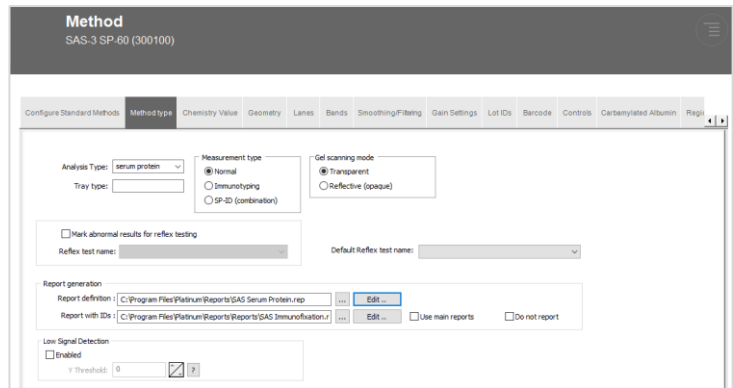 Method
SAS-3 SP-60 (300100)
Configure Standard Methods Method type Chemistry Value Geometry Lanes Bands Smoothing/Filtering Gain Settings Lot IDs Barcode Controls Carbamylated Albumin
Analysis Type: serum protein
Tray type:
Measurement type
Normal
Immunotyping
SP-ID (combination)
Gel scanning mode
Transparent
Reflective (opaque)
Mark abnormal results for reflex testing
Reflex test name:
Default Reflex test name:
Report generation
Report definition : C:\Program Files\Platinum\Reports\SAS Serum Protein.rep ... Edit ..
Report with IDs : C:\Program Files\Platinum\Reports\Reports\SAS Immunofixation.r ... Edit .. Use main reports Do not report
Low Signal Detection
Enabled
Y Threshold: 0 ?